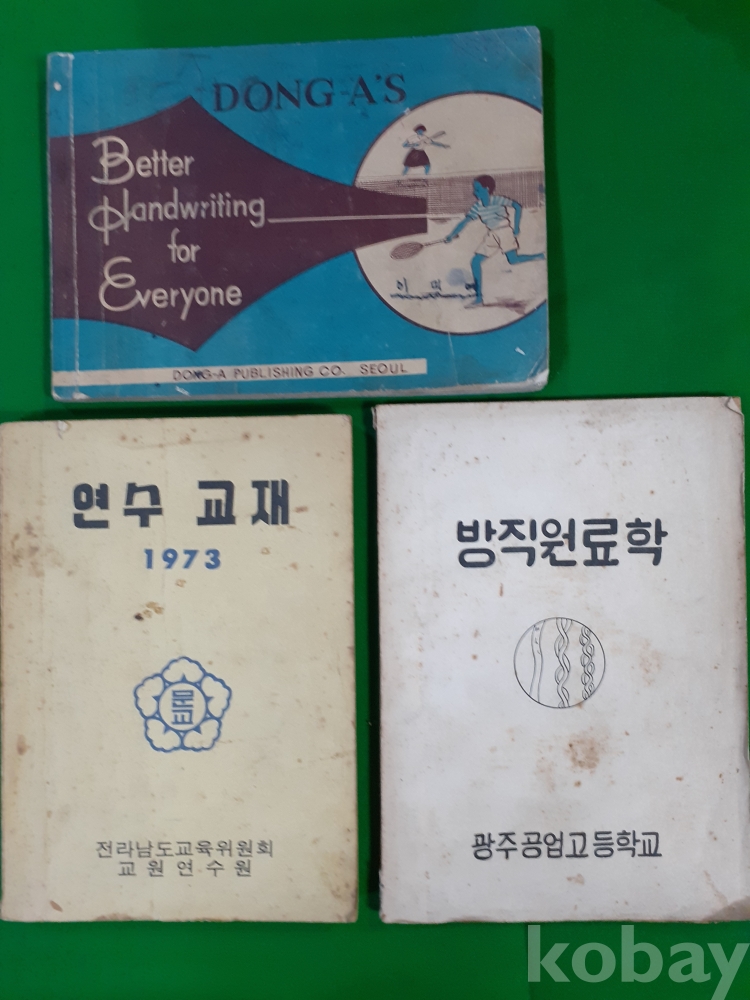 DONG-A'S
Better
Handwriting
for
Everyone
DONG-A PUBLISHING CO. SEOUL
연수 교재
1973
문교
전라남도교육위원회
교원연수원
방직원료학
광주공업고등학교
kobay